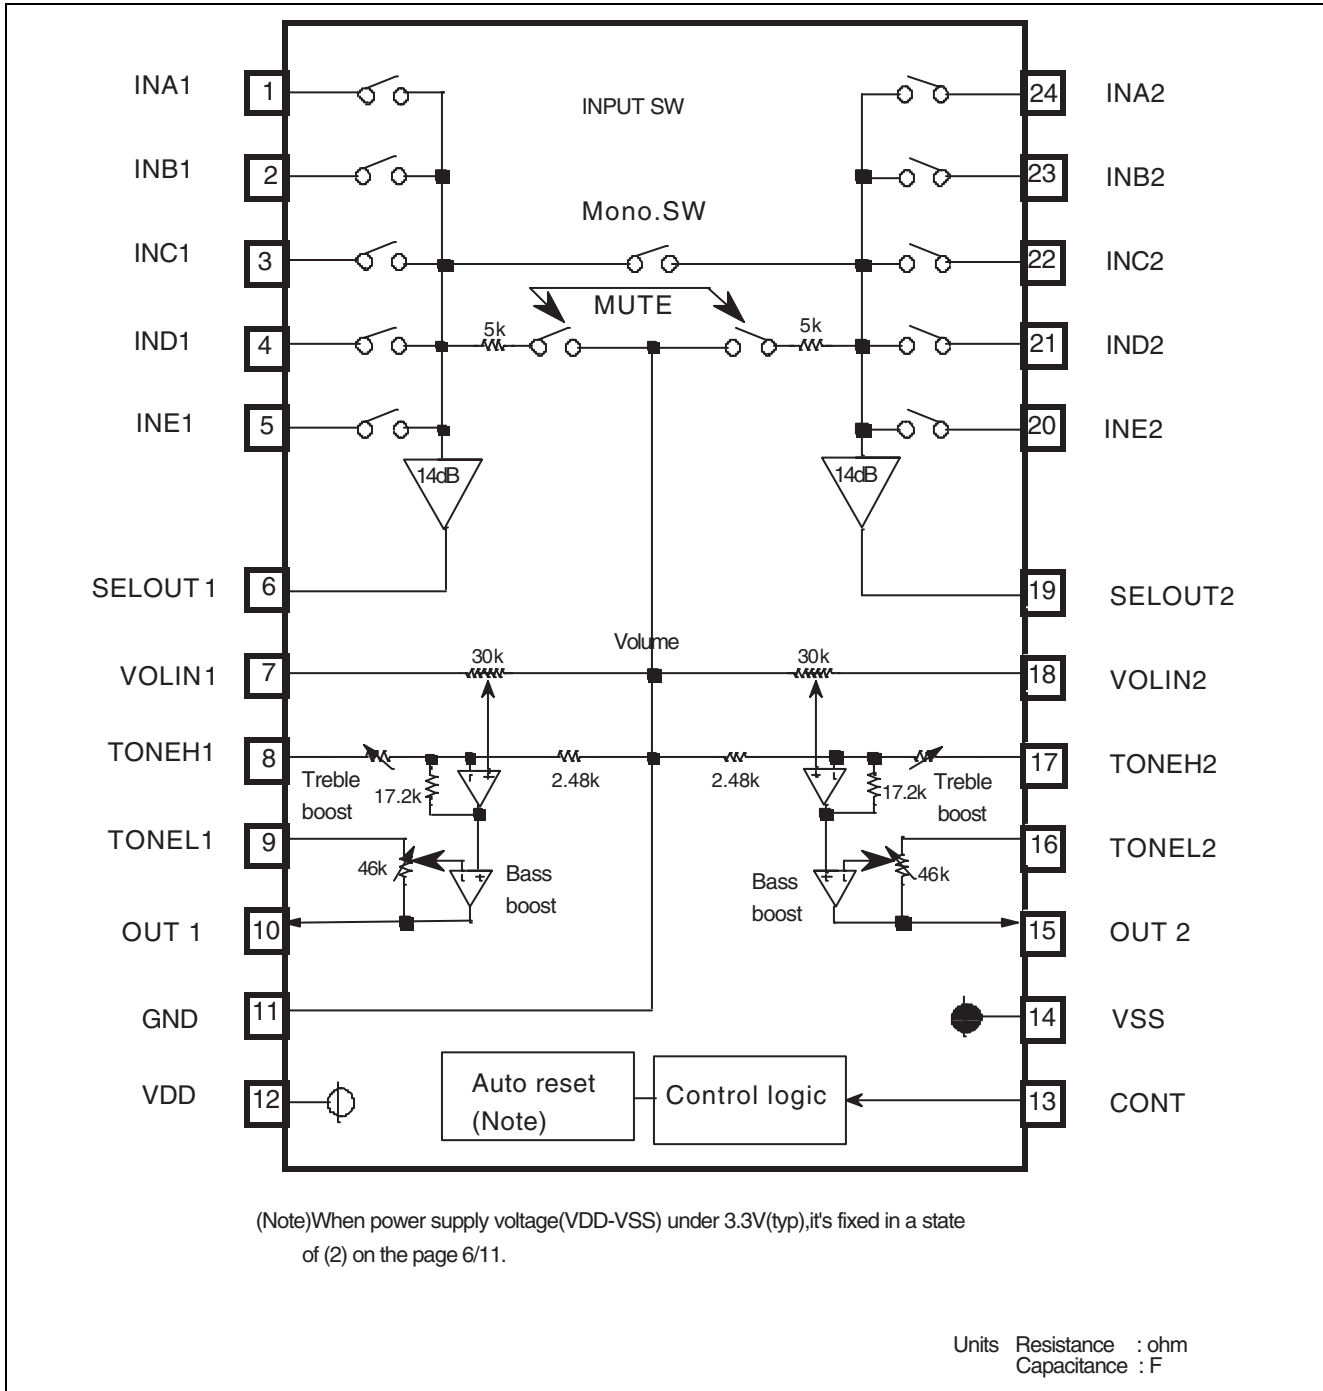 INA1 1 INPUT SW 24 INA2
INB1 2 23 INB2
Mono.SW
INC1 3 22 INC2
MUTE
IND1 4 5k 5k 21 IND2
INE1 5 20 INE2
14dB 14dB
SELOUT 1 6 19 SELOUT2
Volume
VOLIN1 7 30k 30k 18 VOLIN2
TONEH1 8 17 TONEH2
Treble boost 17.2k 2.48k 2.48k 17.2k Treble boost
TONEL1 9 16 TONEL2
46k Bass boost Bass boost 46k
- + + -
OUT 1 10 15 OUT 2
GND 11 14 VSS
VDD 12 Auto reset (Note) Control logic 13 CONT
(Note)When power supply voltage(VDD-VSS) under 3.3V(typ),it's fixed in a state
of (2) on the page 6/11.
Units Resistance : ohm
Capacitance : F